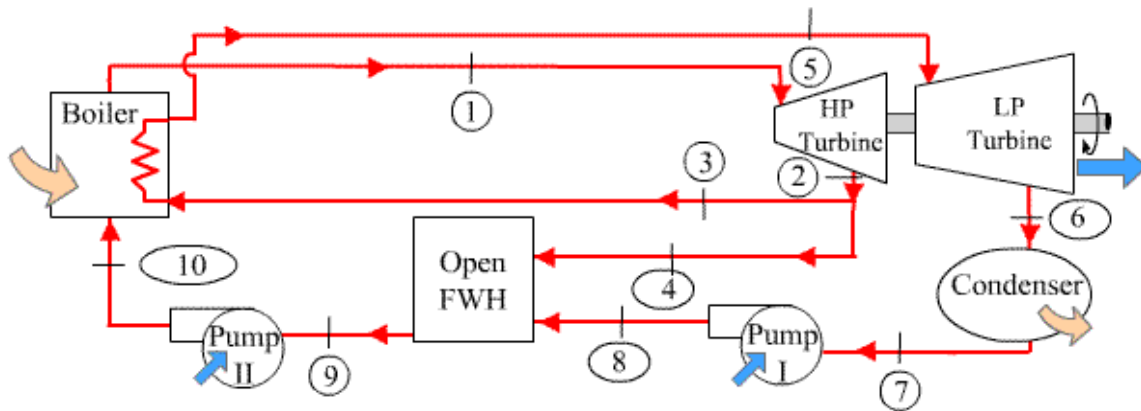 5
Boiler
1
HP
Turbine
LP
Turbine
3
2
6
10
Open
FWH
4
Condenser
Pump
II
9
8
Pump
I
7